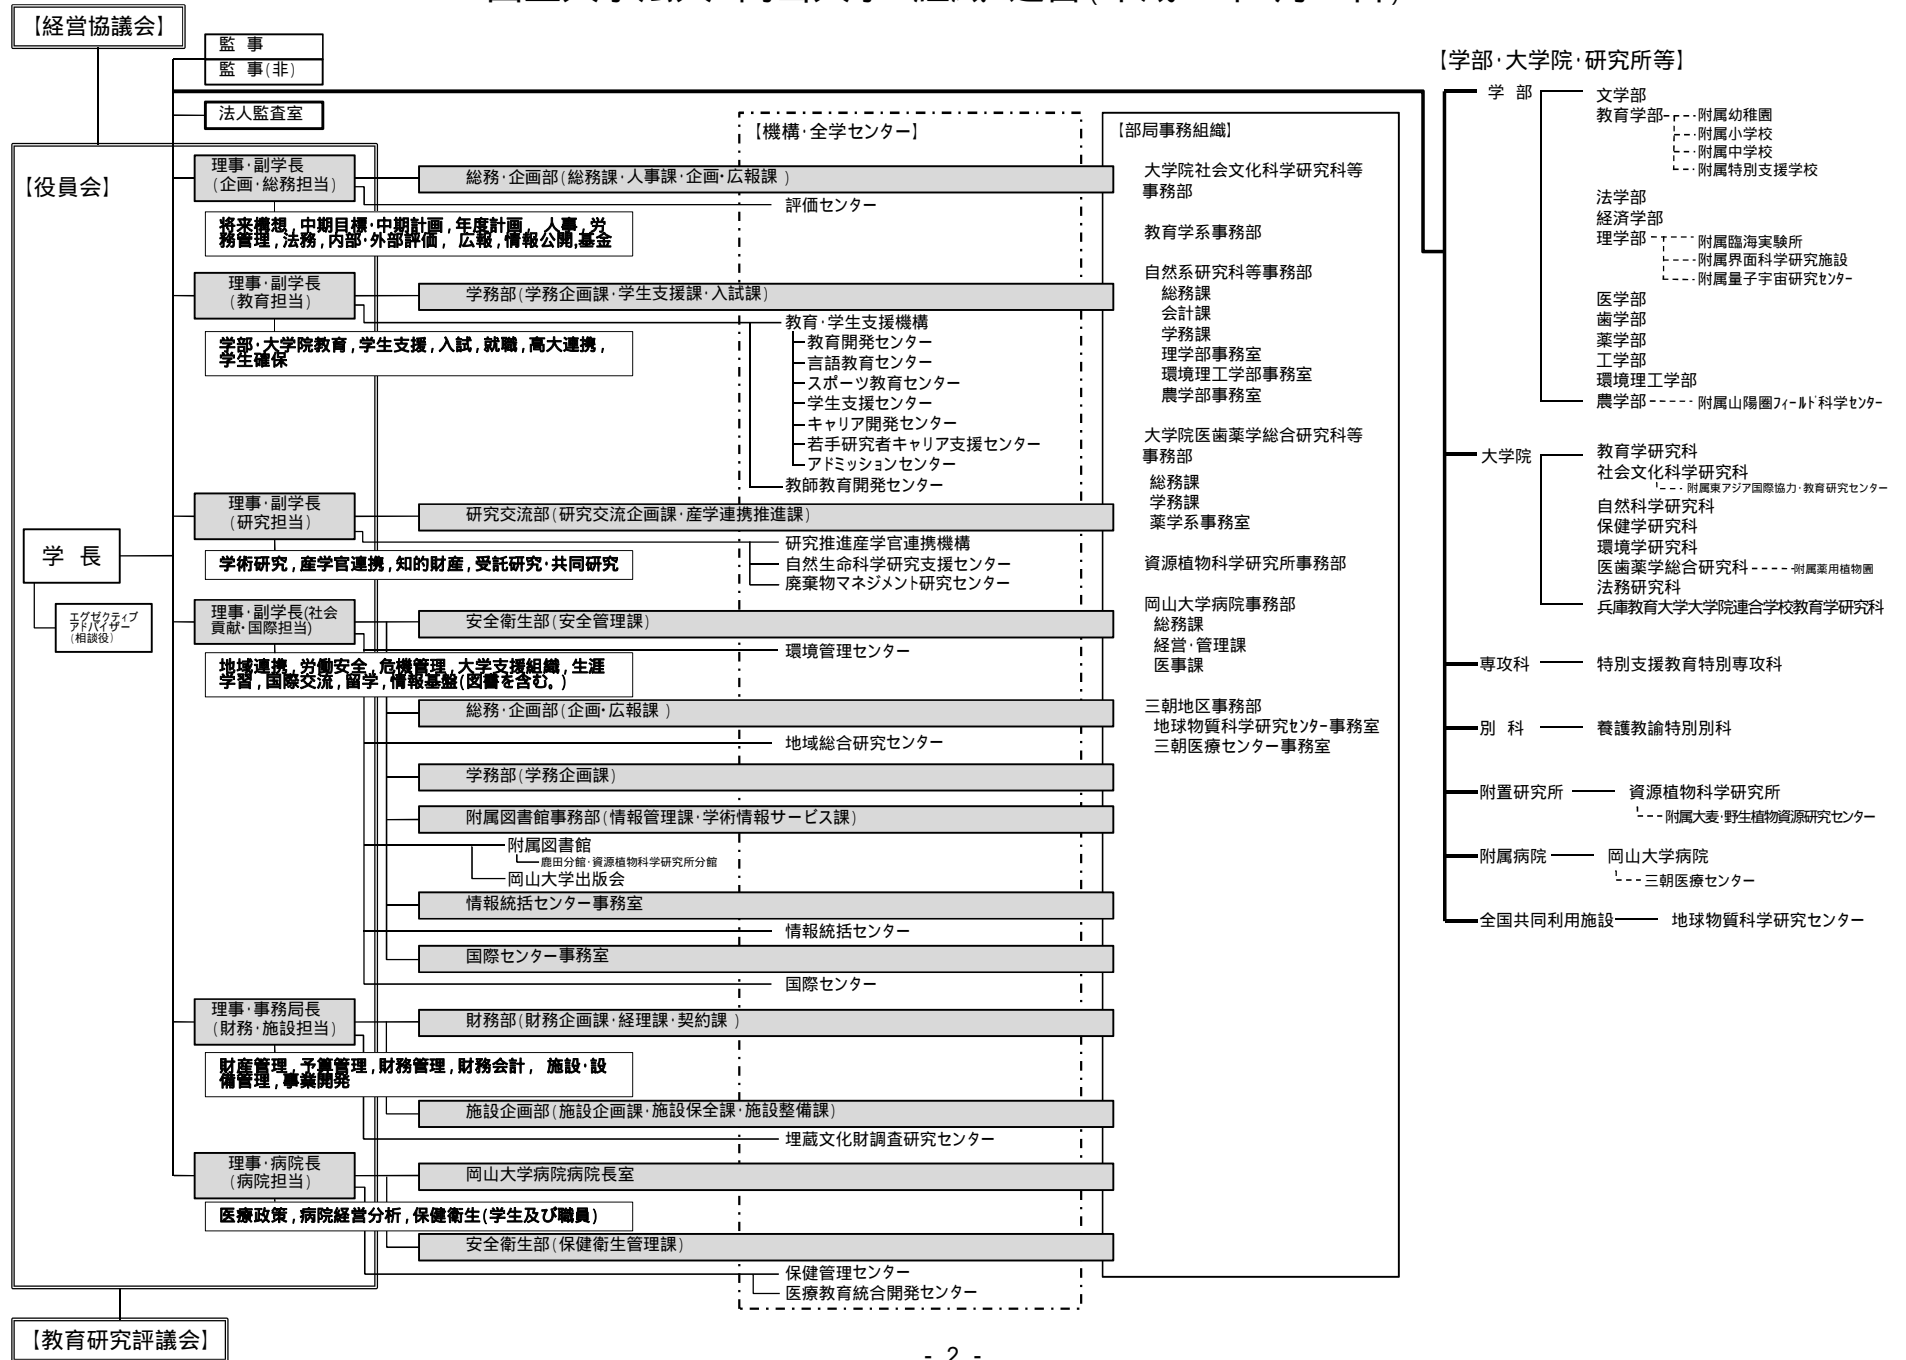 【経営協議会】
監 事
監 事(非)
法人監査室
【役員会】
学 長
エグゼクティブ
アドバイザー
(相談役)
理事・副学長
(企画・総務担当)
総務・企画部(総務課・人事課・企画・広報課 )
評価センター
将来構想,中期目標・中期計画,年度計画, 人事,労
務管理,法務,内部・外部評価, 広報,情報公開,基金
理事・副学長
(教育担当)
学務部(学務企画課・学生支援課・入試課)
教育・学生支援機構
教育開発センター
言語教育センター
スポーツ教育センター
学生支援センター
キャリア開発センター
若手研究者キャリア支援センター
アドミッションセンター
教師教育開発センター
学部・大学院教育,学生支援,入試,就職,高大連携,
学生確保
理事・副学長
(研究担当)
研究交流部(研究交流企画課・産学連携推進課)
研究推進産学官連携機構
自然生命科学研究支援センター
廃棄物マネジメント研究センター
学術研究,産学官連携,知的財産,受託研究・共同研究
理事・副学長(社会
貢献・国際担当)
安全衛生部(安全管理課)
環境管理センター
地域連携,労働安全,危機管理,大学支援組織,生涯
学習,国際交流,留学,情報基盤(図書を含む。)
総務・企画部(企画・広報課 )
地域総合研究センター
学務部(学務企画課)
附属図書館事務部(情報管理課・学術情報サービス課)
附属図書館
鹿田分館・資源植物科学研究所分館
岡山大学出版会
情報統括センター事務室
情報統括センター
国際センター事務室
国際センター
理事・事務局長
(財務・施設担当)
財務部(財務企画課・経理課・契約課 )
財産管理,予算管理,財務管理,財務会計, 施設・設
備管理,事業開発
施設企画部(施設企画課・施設保全課・施設整備課)
埋蔵文化財調査研究センター
理事・病院長
(病院担当)
岡山大学病院病院長室
医療政策,病院経営分析,保健衛生(学生及び職員)
安全衛生部(保健衛生管理課)
保健管理センター
医療教育統合開発センター
【教育研究評議会】
【機構・全学センター】
【部局事務組織】
大学院社会文化科学研究科等
事務部
教育学系事務部
自然系研究科等事務部
総務課
会計課
学務課
理学部事務室
環境理工学部事務室
農学部事務室
大学院医歯薬学総合研究科等
事務部
総務課
学務課
薬学系事務室
資源植物科学研究所事務部
岡山大学病院事務部
総務課
経営・管理課
医事課
三朝地区事務部
地球物質科学研究センター事務室
三朝医療センター事務室
【学部・大学院・研究所等】
学 部
文学部
教育学部
附属幼稚園
附属小学校
附属中学校
附属特別支援学校
法学部
経済学部
理学部
附属臨海実験所
附属界面科学研究施設
附属量子宇宙研究センター
医学部
歯学部
薬学部
工学部
環境理工学部
農学部
附属山陽圏フィールド科学センター
大学院
教育学研究科
社会文化科学研究科
附属東アジア国際協力・教育研究センター
自然科学研究科
保健学研究科
環境学研究科
医歯薬学総合研究科
附属薬用植物園
法務研究科
兵庫教育大学大学院連合学校教育学研究科
専攻科
特別支援教育特別専攻科
別 科
養護教諭特別別科
附置研究所
資源植物科学研究所
附属大麦・野生植物資源研究センター
附属病院
岡山大学病院
三朝医療センター
全国共同利用施設
地球物質科学研究センター
- 2 -